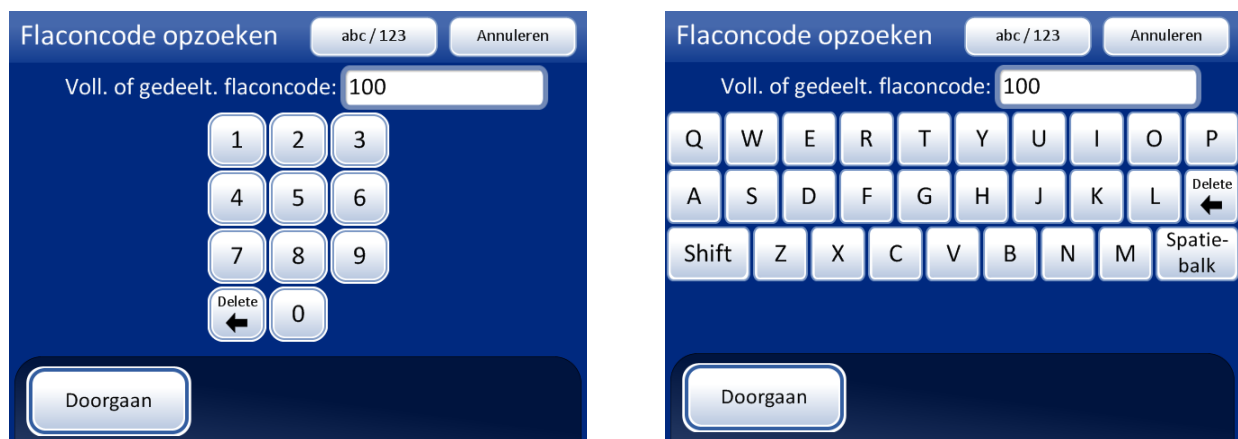 Flaconcode opzoeken abc / 123 Annuleren
Voll. of gedeelt. flaconcode: 100
1 2 3
4 5 6
7 8 9
Delete 0
Doorgaan
Flaconcode opzoeken abc / 123 Annuleren
Voll. of gedeelt. flaconcode: 100
Q W E R T Y U I O P
A S D F G H J K L Delete
Shift Z X C V B N M Spatie-
balk
Doorgaan